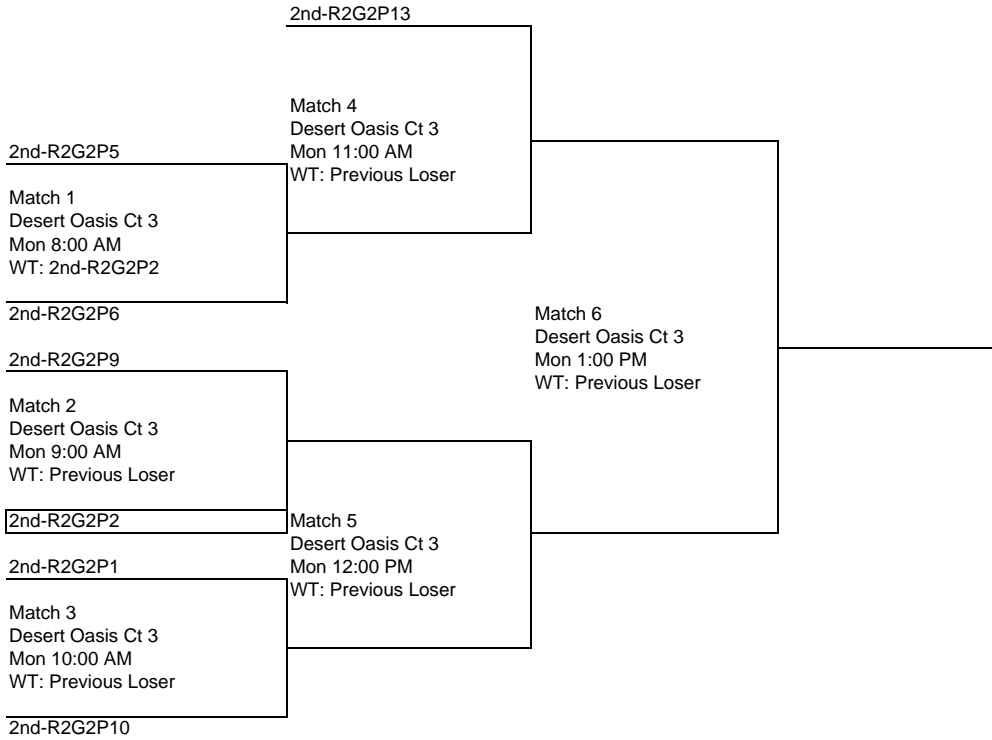 2nd-R2G2P13
Match 4
Desert Oasis Ct 3
Mon 11:00 AM
WT: Previous Loser
2nd-R2G2P5
Match 1
Desert Oasis Ct 3
Mon 8:00 AM
WT: 2nd-R2G2P2
2nd-R2G2P6
Match 6
Desert Oasis Ct 3
Mon 1:00 PM
WT: Previous Loser
2nd-R2G2P9
Match 2
Desert Oasis Ct 3
Mon 9:00 AM
WT: Previous Loser
2nd-R2G2P2
Match 5
Desert Oasis Ct 3
Mon 12:00 PM
WT: Previous Loser
2nd-R2G2P1
Match 3
Desert Oasis Ct 3
Mon 10:00 AM
WT: Previous Loser
2nd-R2G2P10